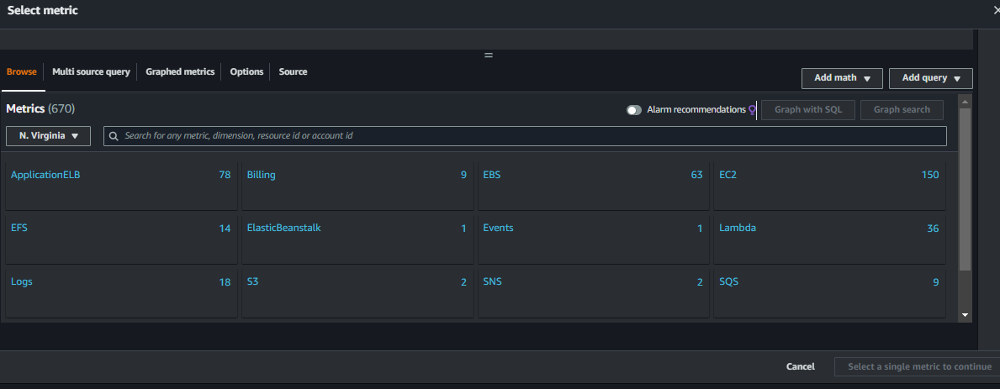 Select metric
Browse Multi source query Graphed metrics Options Source
Add math Add query
Metrics (670)
Alarm recommendations Graph with SQL Graph search
N. Virginia Search for any metric, dimension, resource id or account id
ApplicationELB 78 Billing 9 EBS 63 EC2 150
EFS 14 ElasticBeanstalk 1 Events 1 Lambda 36
Logs 18 S3 2 SNS 2 SQS 9
Cancel Select a single metric to continue